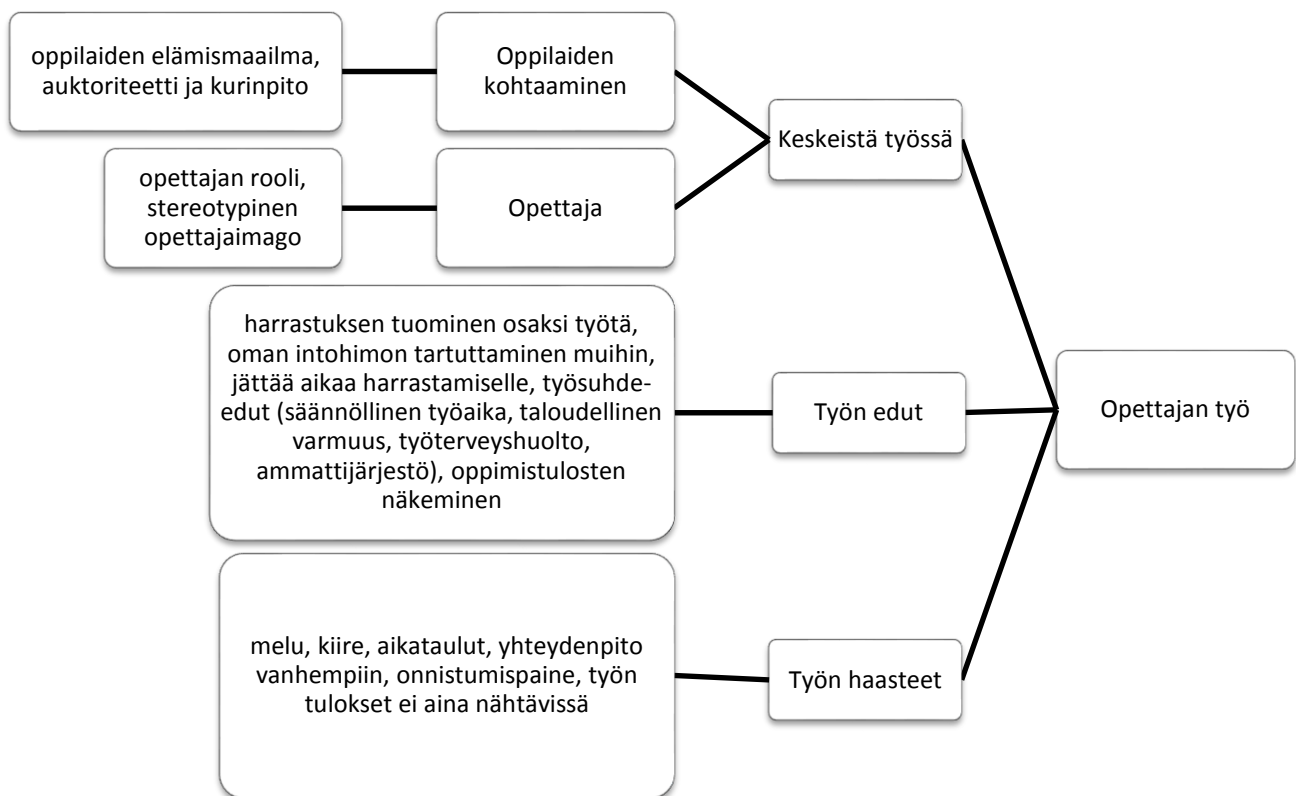 oppilaiden elämismaailma,
auktoriteetti ja kurinpito
Oppilaiden
kohtaaminen
Keskeistä työssä
opettajan rooli,
stereotypinen
opettajaimago
Opettaja
harrastuksen tuominen osaksi työtä,
oman intohimon tartuttaminen muihin,
jättää aikaa harrastamiselle, työsuhde-
edut (säännöllinen työaika, taloudellinen
varmuus, työterveyshuolto,
ammattijärjestö), oppimistulosten
näkeminen
Työn edut
Opettajan työ
melu, kiire, aikataulut, yhteydenpito
vanhempiin, onnistumispaine, työn
tulokset ei aina nähtävissä
Työn haasteet